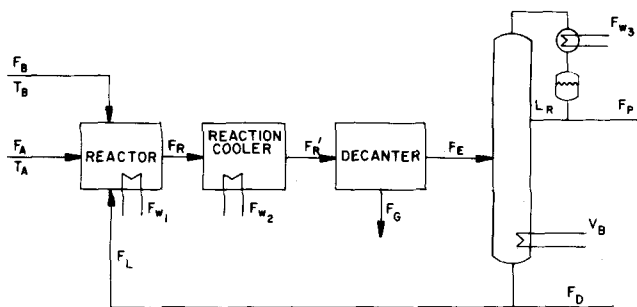 F_W3
F_B
T_B
L_R
F_P
F_A
T_A
REACTOR
F_R
REACTION
COOLER
F_R'
DECANTER
F_E
F_W1
F_W2
F_G
V_B
F_L
F_D